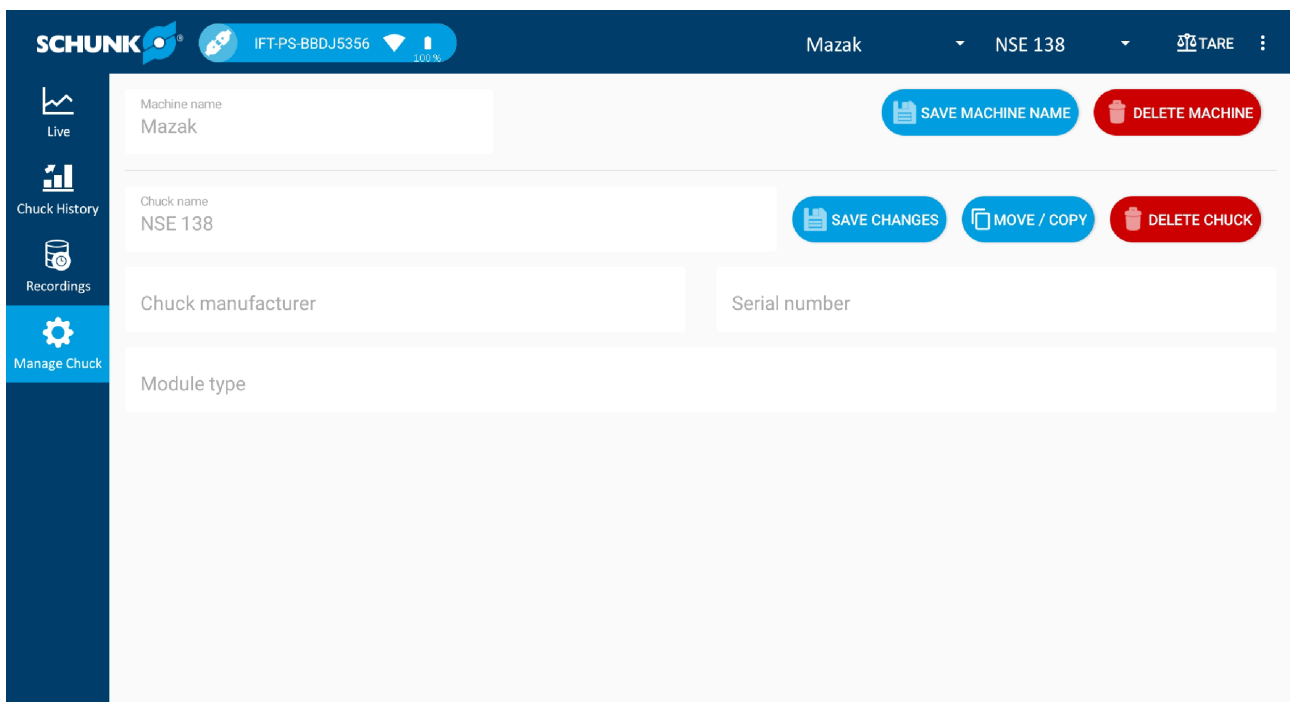 SCHUNK ® IFT-PS-BBDJ5356 100 % Mazak NSE 138 TARE
Live
Chuck History
Recordings
Manage Chuck
Machine name
Mazak
SAVE MACHINE NAME DELETE MACHINE
Chuck name
NSE 138
SAVE CHANGES MOVE / COPY DELETE CHUCK
Chuck manufacturer Serial number
Module type